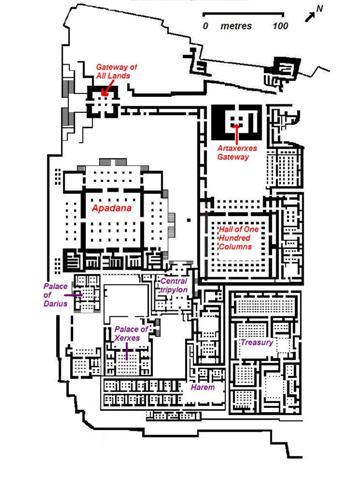 N
0 metres 100
Gateway of
All Lands
Artaxerxes
Gateway
Apadana
Hall of One
Hundred
Columns
Palace
of
Darius
Central
tripylon
Palace of
Xerxes
Treasury
Harem